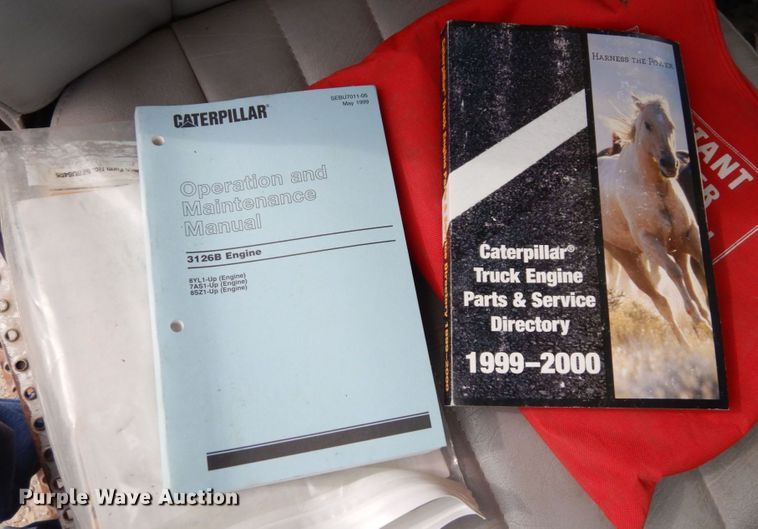 CATERPILLAR®
SEBU7011-05
May 1999
Operation and
Maintenance
Manual
3126B Engine
8YL1-Up (Engine)
7AS1-Up (Engine)
8SZ1-Up (Engine)
HARNESS THE POWER
Caterpillar®
Truck Engine
Parts & Service
Directory
1999–2000
TANT
Purple Wave Auction